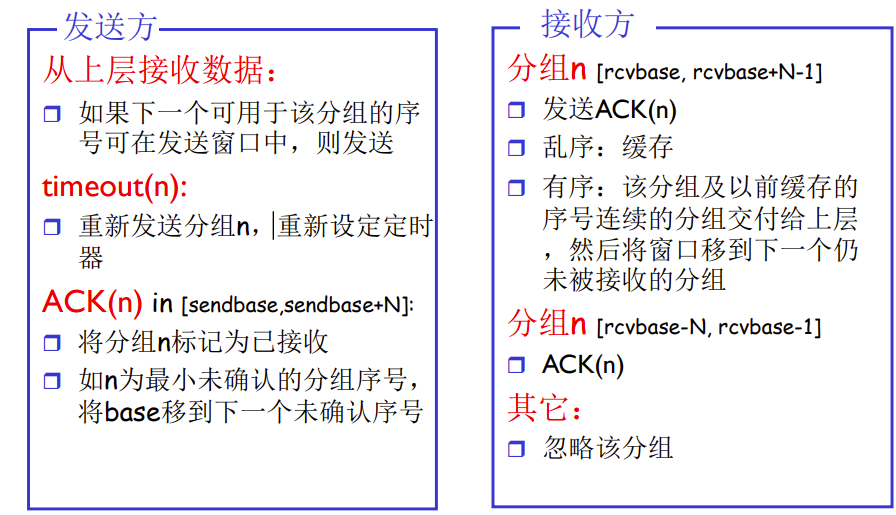 发送方
从上层接收数据：
❒ 如果下一个可用于该分组的序
号可在发送窗口中，则发送
timeout(n):
❒ 重新发送分组n，重新设定定时
器
ACK(n) in [sendbase,sendbase+N]:
❒ 将分组n标记为已接收
❒ 如n为最小未确认的分组序号，
将base移到下一个未确认序号
接收方
分组n [rcvbase, rcvbase+N-1]
❒ 发送ACK(n)
❒ 乱序：缓存
❒ 有序：该分组及以前缓存的
序号连续的分组交付给上层
，然后将窗口移到下一个仍
未被接收的分组
分组n [rcvbase-N, rcvbase-1]
❒ ACK(n)
其它：
❒ 忽略该分组